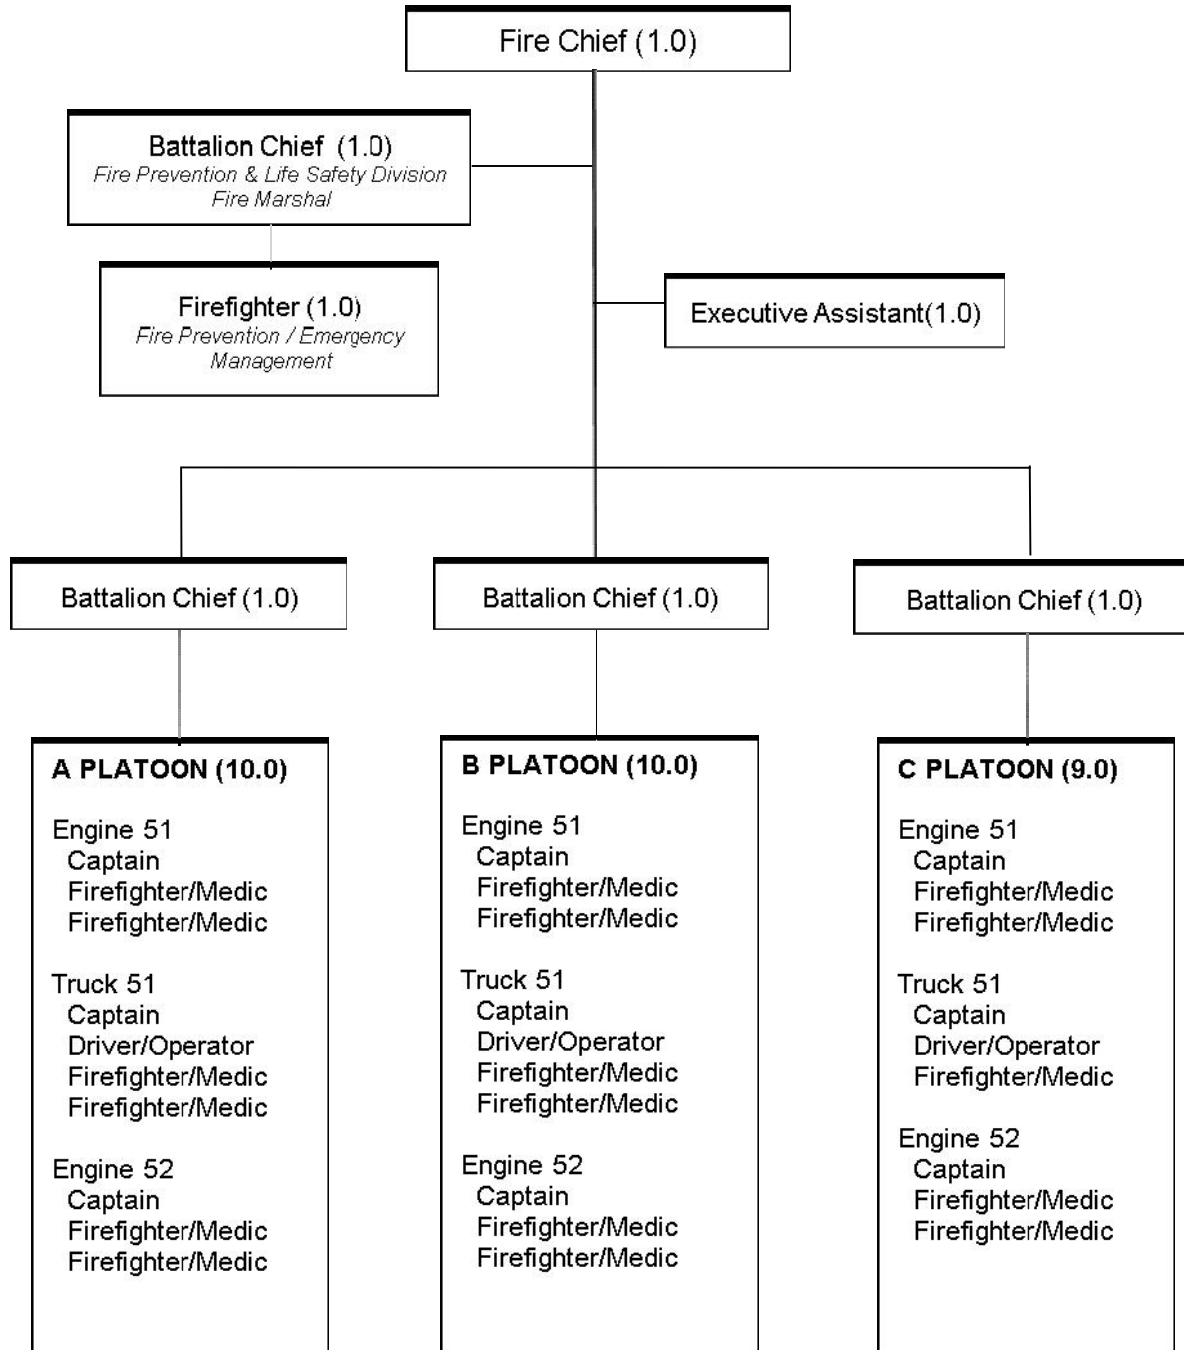 Fire Chief (1.0)
Battalion Chief (1.0)
Fire Prevention & Life Safety Division
Fire Marshal
Firefighter (1.0)
Fire Prevention / Emergency
Management
Executive Assistant(1.0)
Battalion Chief (1.0)
Battalion Chief (1.0)
Battalion Chief (1.0)
A PLATOON (10.0)
Engine 51
Captain
Firefighter/Medic
Firefighter/Medic
Truck 51
Captain
Driver/Operator
Firefighter/Medic
Firefighter/Medic
Engine 52
Captain
Firefighter/Medic
Firefighter/Medic
B PLATOON (10.0)
Engine 51
Captain
Firefighter/Medic
Firefighter/Medic
Truck 51
Captain
Driver/Operator
Firefighter/Medic
Firefighter/Medic
Engine 52
Captain
Firefighter/Medic
Firefighter/Medic
C PLATOON (9.0)
Engine 51
Captain
Firefighter/Medic
Firefighter/Medic
Truck 51
Captain
Driver/Operator
Firefighter/Medic
Engine 52
Captain
Firefighter/Medic
Firefighter/Medic